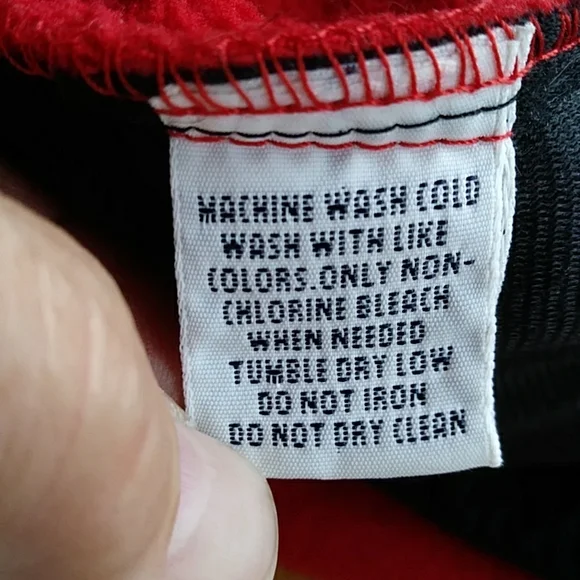 MACHINE WASH COLD
WASH WITH LIKE
COLORS.ONLY NON-
CHLORINE BLEACH
WHEN NEEDED
TUMBLE DRY LOW
DO NOT IRON
DO NOT DRY CLEAN